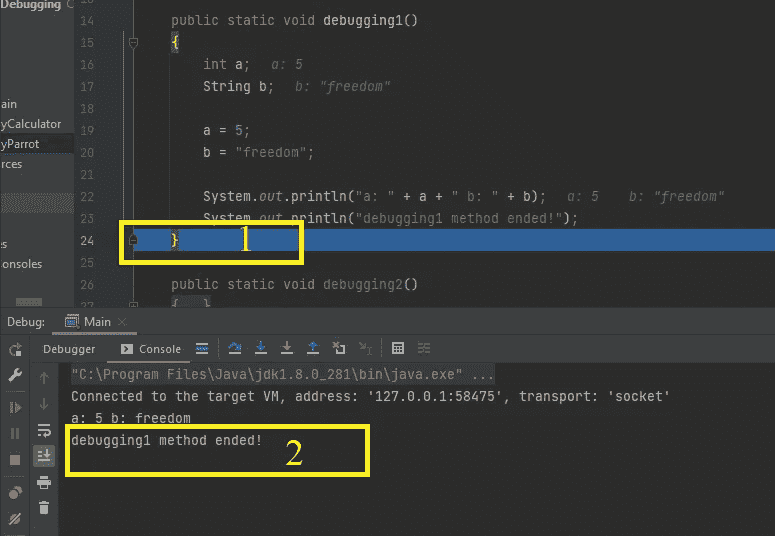 Debugging
14 public static void debugging1()
15 {
16 int a; a: 5
17 String b; b: "freedom"
18
19 a = 5;
20 b = "freedom";
22 System.out.println("a: " + a + " b: " + b); a: 5 b: "freedom"
23 System.out.println("debugging1 method ended!");
24 } 1
25
26 public static void debugging2()
27 {...}
ain
yCalculator
yParrot
rces
es
onsoles
Debug: Main
Debugger Console
"C:\Program Files\Java\jdk1.8.0_281\bin\java.exe" ...
Connected to the target VM, address: '127.0.0.1:58475', transport: 'socket'
a: 5 b: freedom
debugging1 method ended!
2